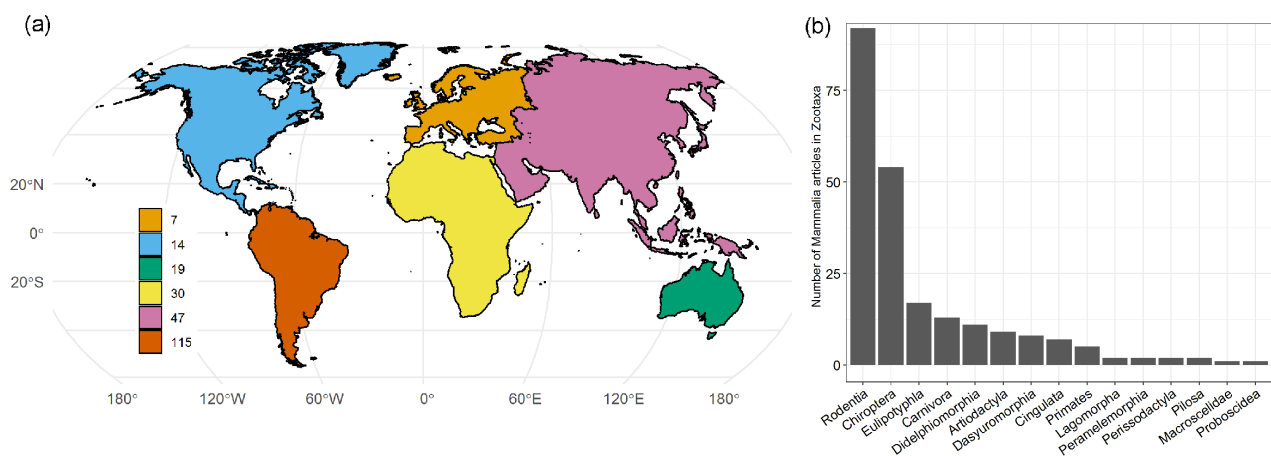 (a)
20°N
0°
20°S
7
14
19
30
47
115
180°
120°W
60°W
0°
60°E
120°E
180°
(b)
Number of Mammalia articles in Zootaxa
75
50
25
0
Rodentia
Chiroptera
Eulipotyphla
Carnivora
Didelphiomorphia
Artiodactyla
Dasyuromorphia
Cingulata
Primates
Lagomorpha
Peramelemorphia
Perissodactyla
Pilosa
Macroscelidae
Proboscidea